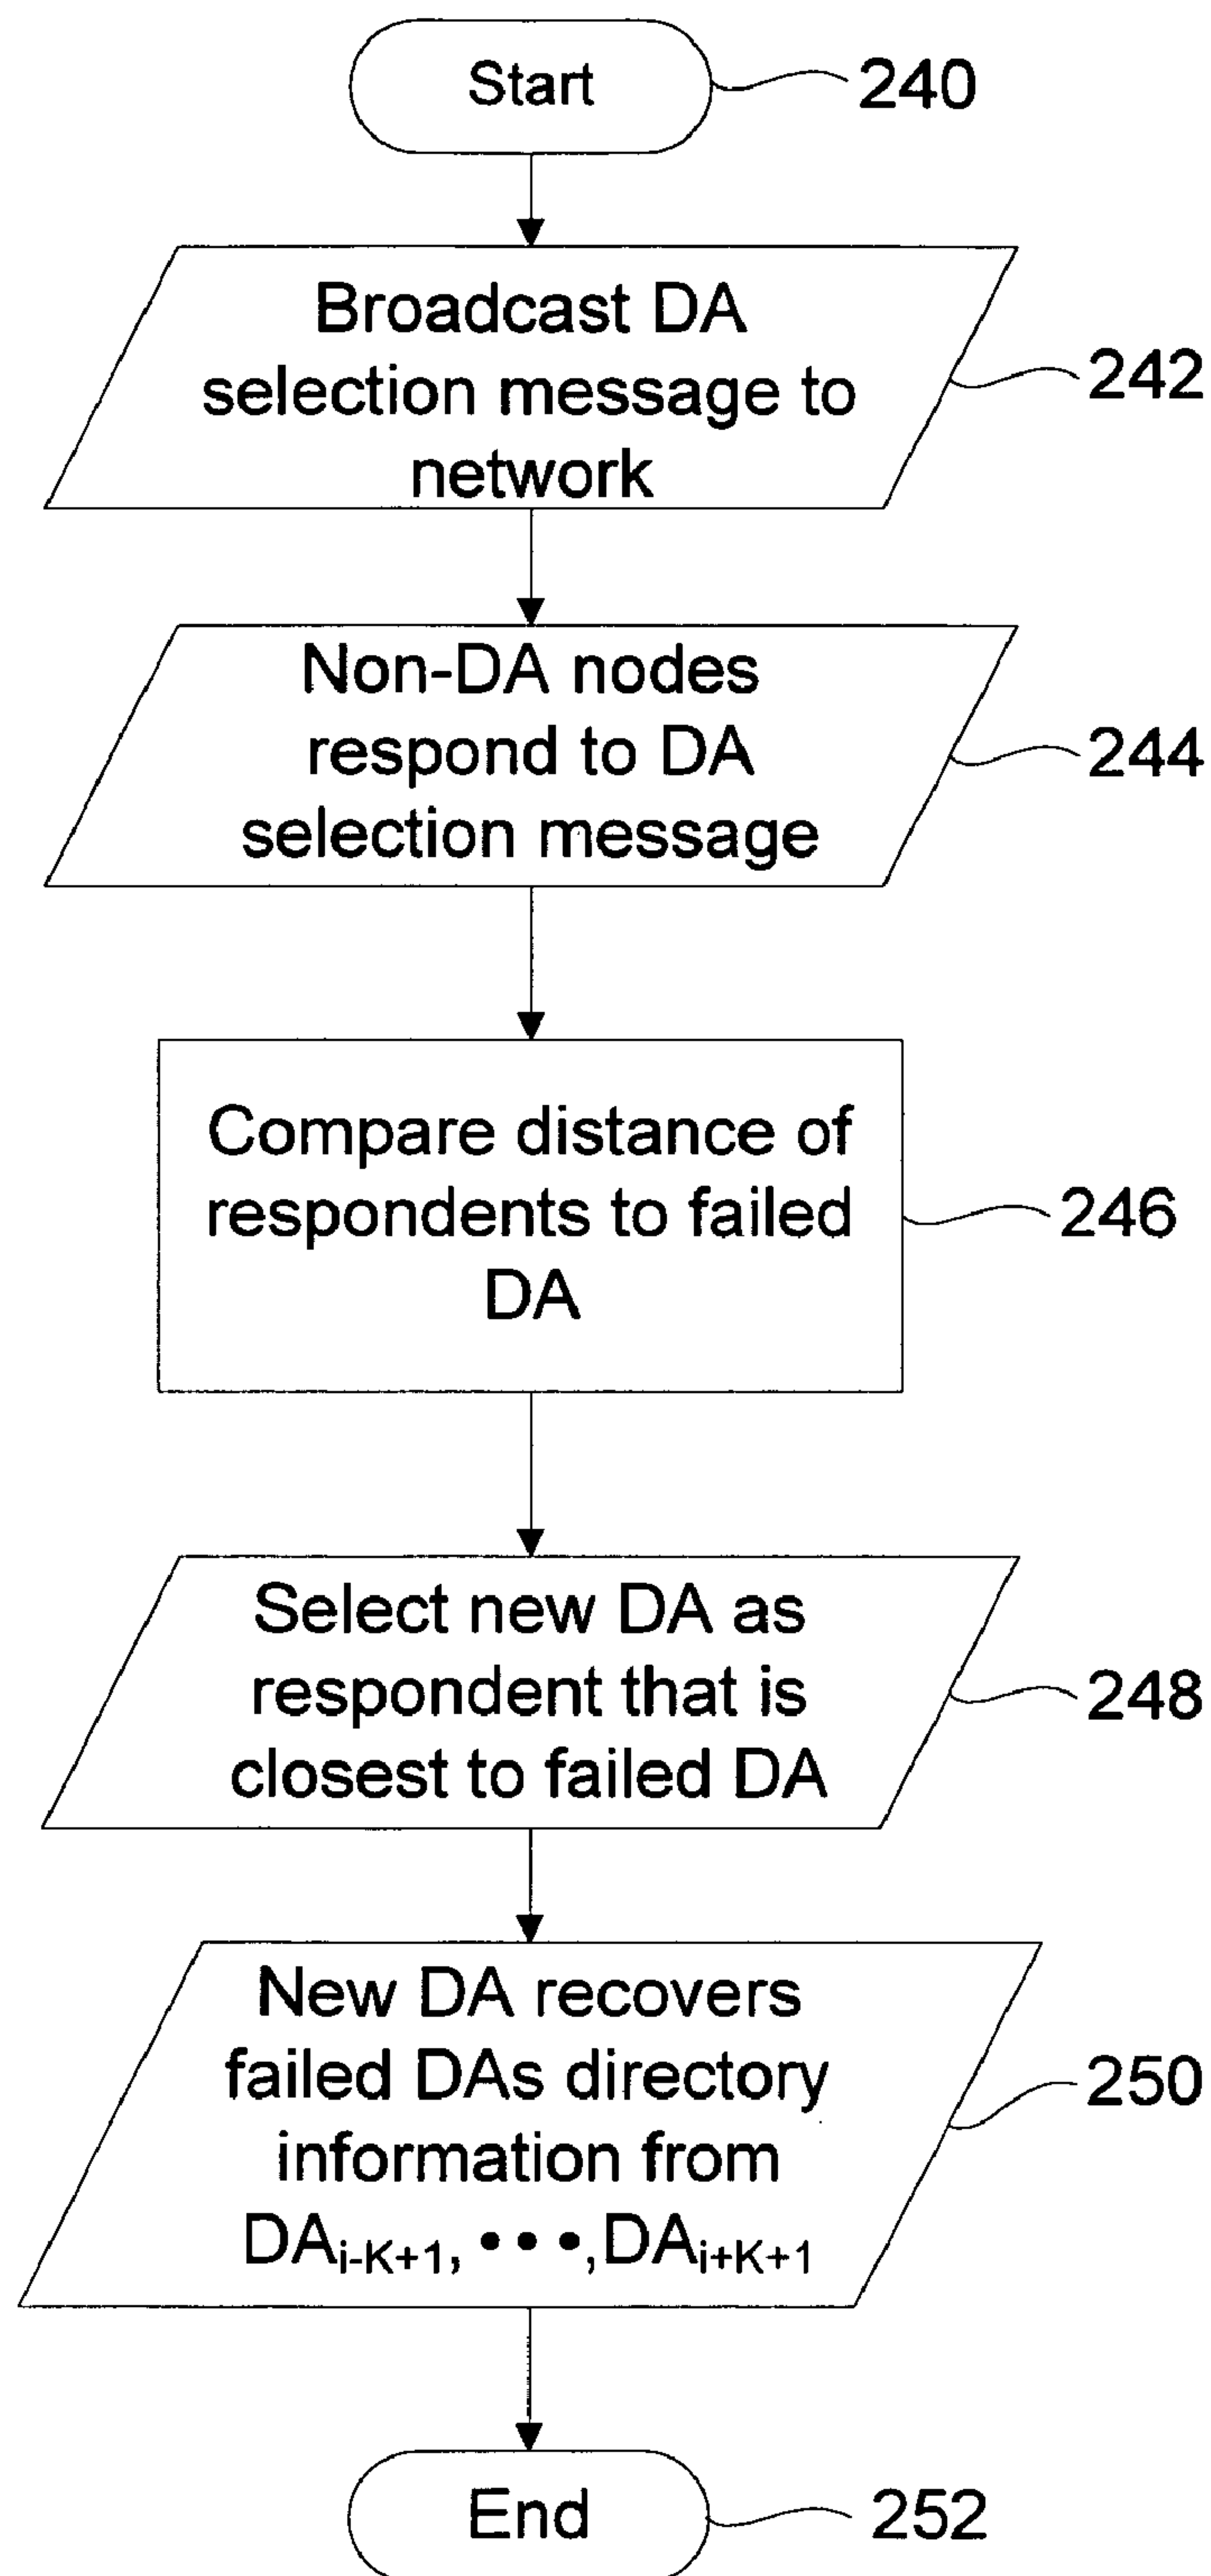 Start
240
Broadcast DA
selection message to
network
242
Non-DA nodes
respond to DA
selection message
244
Compare distance of
respondents to failed
DA
246
Select new DA as
respondent that is
closest to failed DA
248
New DA recovers
failed DAs directory
information from
DAi-K+1, •••,DAi+K+1
250
End
252